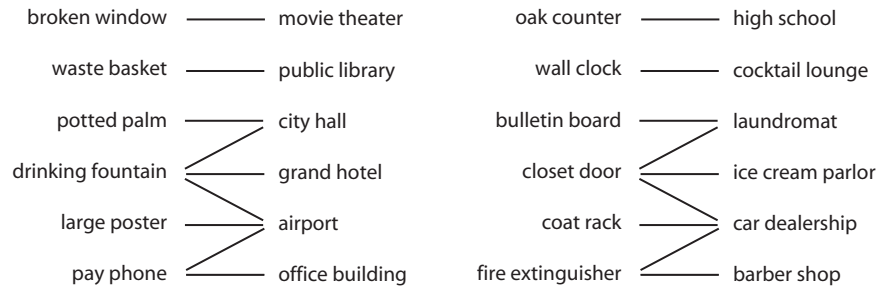 broken window movie theater oak counter high school
waste basket public library wall clock cocktail lounge
potted palm city hall bulletin board laundromat
drinking fountain grand hotel closet door ice cream parlor
large poster airport coat rack car dealership
pay phone office building fire extinguisher barber shop